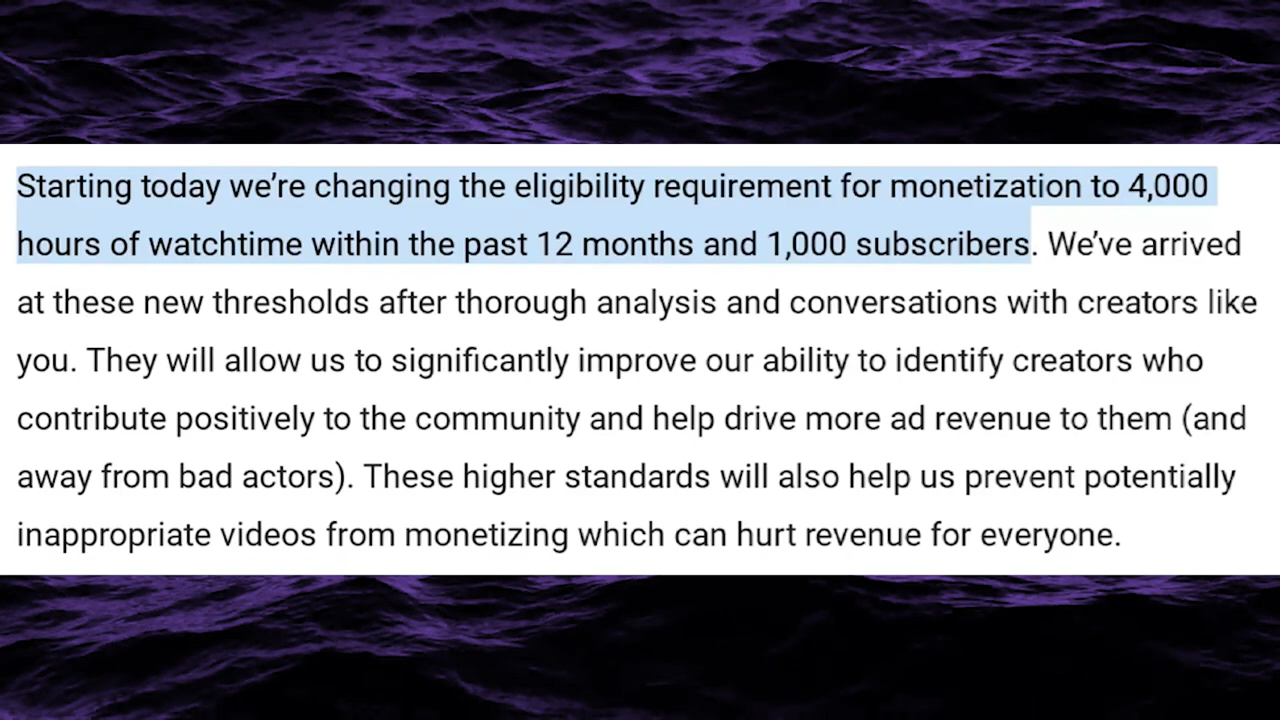 Starting today we’re changing the eligibility requirement for monetization to 4,000
hours of watchtime within the past 12 months and 1,000 subscribers. We’ve arrived
at these new thresholds after thorough analysis and conversations with creators like
you. They will allow us to significantly improve our ability to identify creators who
contribute positively to the community and help drive more ad revenue to them (and
away from bad actors). These higher standards will also help us prevent potentially
inappropriate videos from monetizing which can hurt revenue for everyone.